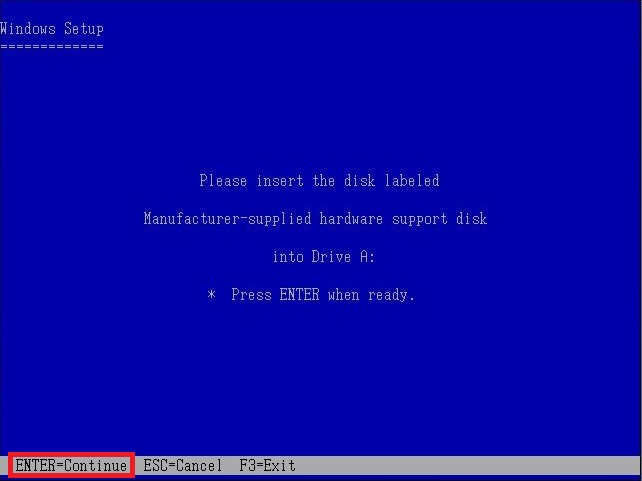 Windows Setup
=============
Please insert the disk labeled
Manufacturer-supplied hardware support disk
into Drive A:
* Press ENTER when ready.
ENTER=Continue ESC=Cancel F3=Exit